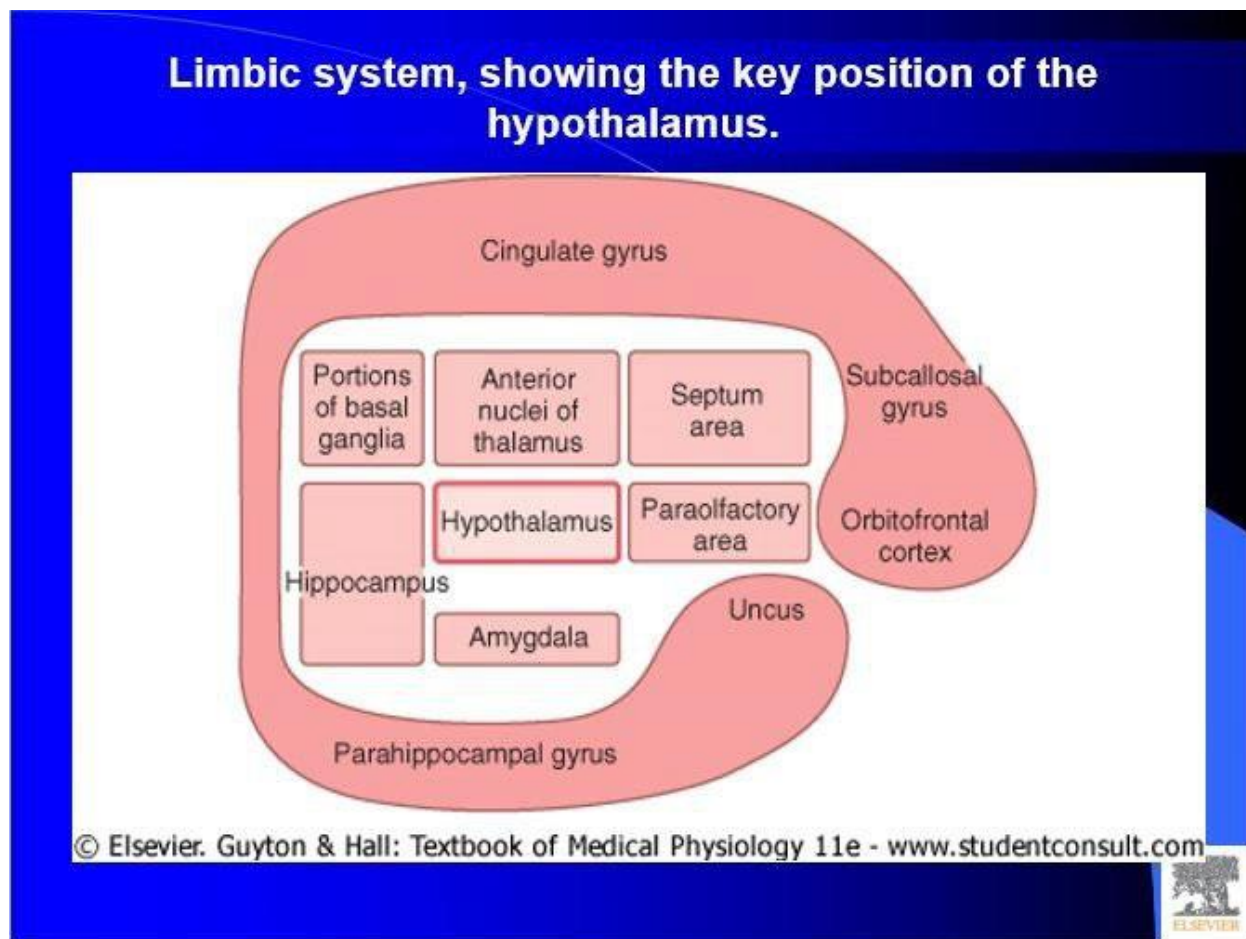 Limbic system, showing the key position of the
hypothalamus.
Cingulate gyrus
Portions
of basal
ganglia
Anterior
nuclei of
thalamus
Septum
area
Subcallosal
gyrus
Hypothalamus
Paraolfactory
area
Orbitofrontal
cortex
Hippocampus
Amygdala
Uncus
Parahippocampal gyrus
© Elsevier. Guyton & Hall: Textbook of Medical Physiology 11e - www.studentconsult.com
ELSEVIER